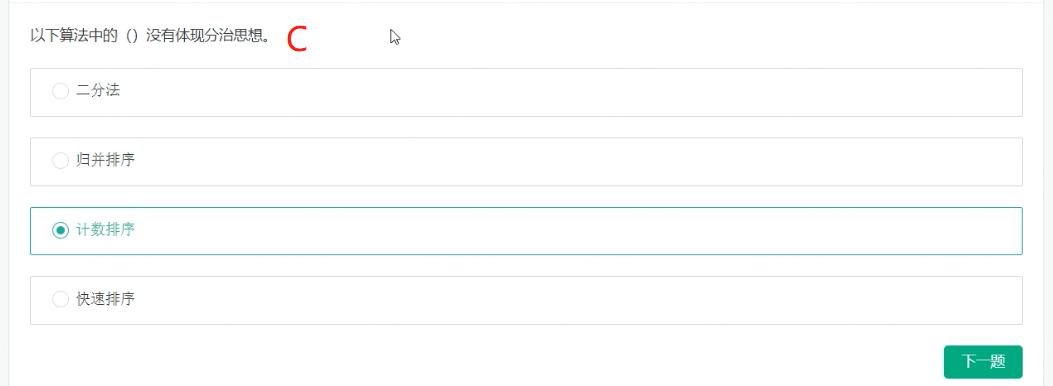 以下算法中的（）没有体现分治思想。 C
二分法
归并排序
计数排序
快速排序
下一题